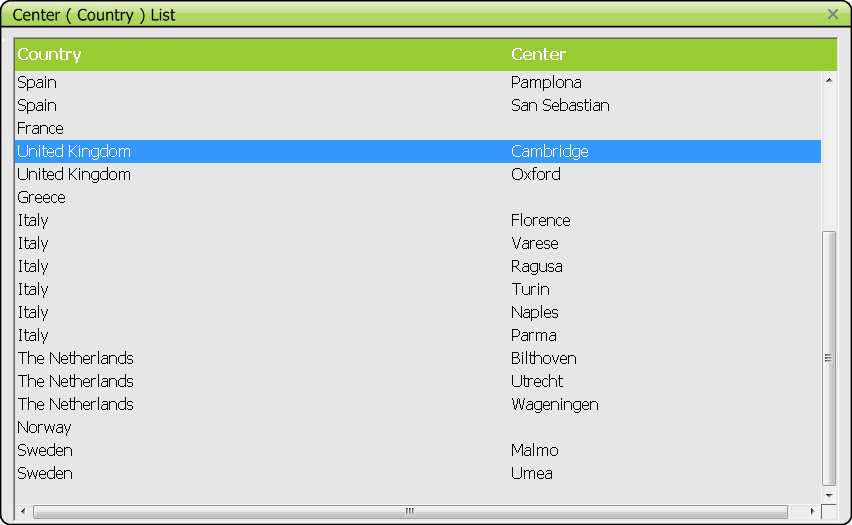 Center ( Country ) List
Country Center
Spain Pamplona
Spain San Sebastian
France
United Kingdom Cambridge
United Kingdom Oxford
Greece
Italy Florence
Italy Varese
Italy Ragusa
Italy Turin
Italy Naples
Italy Parma
The Netherlands Bilthoven
The Netherlands Utrecht
The Netherlands Wageningen
Norway
Sweden Malmo
Sweden Umea